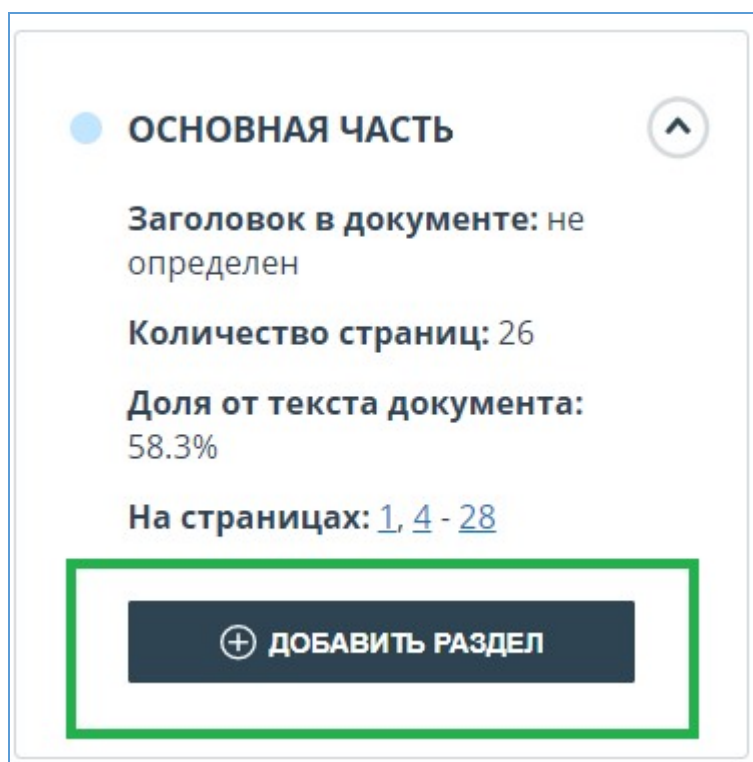 ОСНОВНАЯ ЧАСТЬ
Заголовок в документе: не
определен
Количество страниц: 26
Доля от текста документа:
58.3%
На страницах: 1, 4 - 28
ДОБАВИТЬ РАЗДЕЛ